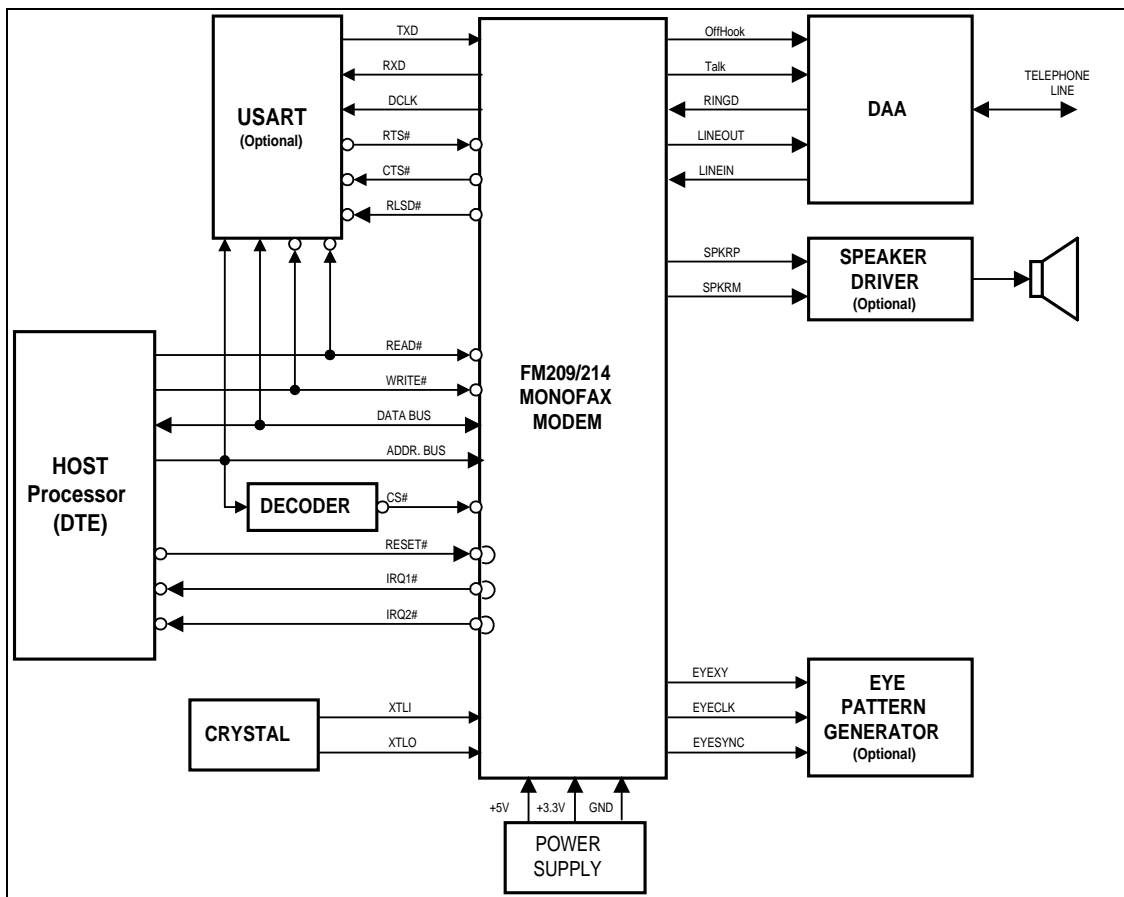 TXD
RXD
DCLK
RTS#
CTS#
RLSD#
USART
(Optional)
OffHook
Talk
RINGD
LINEOUT
LINEIN
DAA
TELEPHONE
LINE
SPKRP
SPKRM
SPEAKER
DRIVER
(Optional)
FM209/214
MONOFAX
MODEM
HOST
Processor
(DTE)
READ#
WRITE#
DATA BUS
ADDR. BUS
DECODER
CS#
RESET#
IRQ1#
IRQ2#
CRYSTAL
XTLI
XTLO
EYEXY
EYECLK
EYESYNC
EYE
PATTERN
GENERATOR
(Optional)
+5V
+3.3V
GND
POWER
SUPPLY